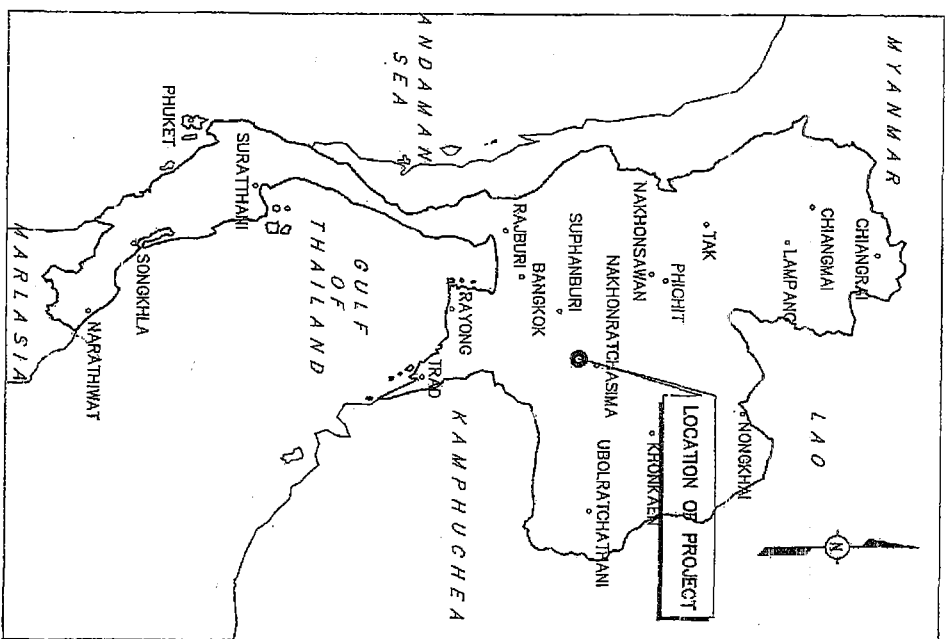 MYANMAR
CHIANGRAI
CHIANGMAI
LAMPANG
LAO
N
TAK
NONGKHAI
LOCATION OF PROJECT
PHICHIT
NAKHONSAWAN
KHONKAEN
NAKHONRATCHASIMA
UBOLRATCHATHANI
SUPHANBURI
BANGKOK
RAJBURI
ANDAMAN
SEA
RAYONG
TRAD
KAMPHUCHEA
GULF
OF
THAILAND
SURATTHANI
PHUKET
SONGKHLA
NARATHIWAT
MARLASIA